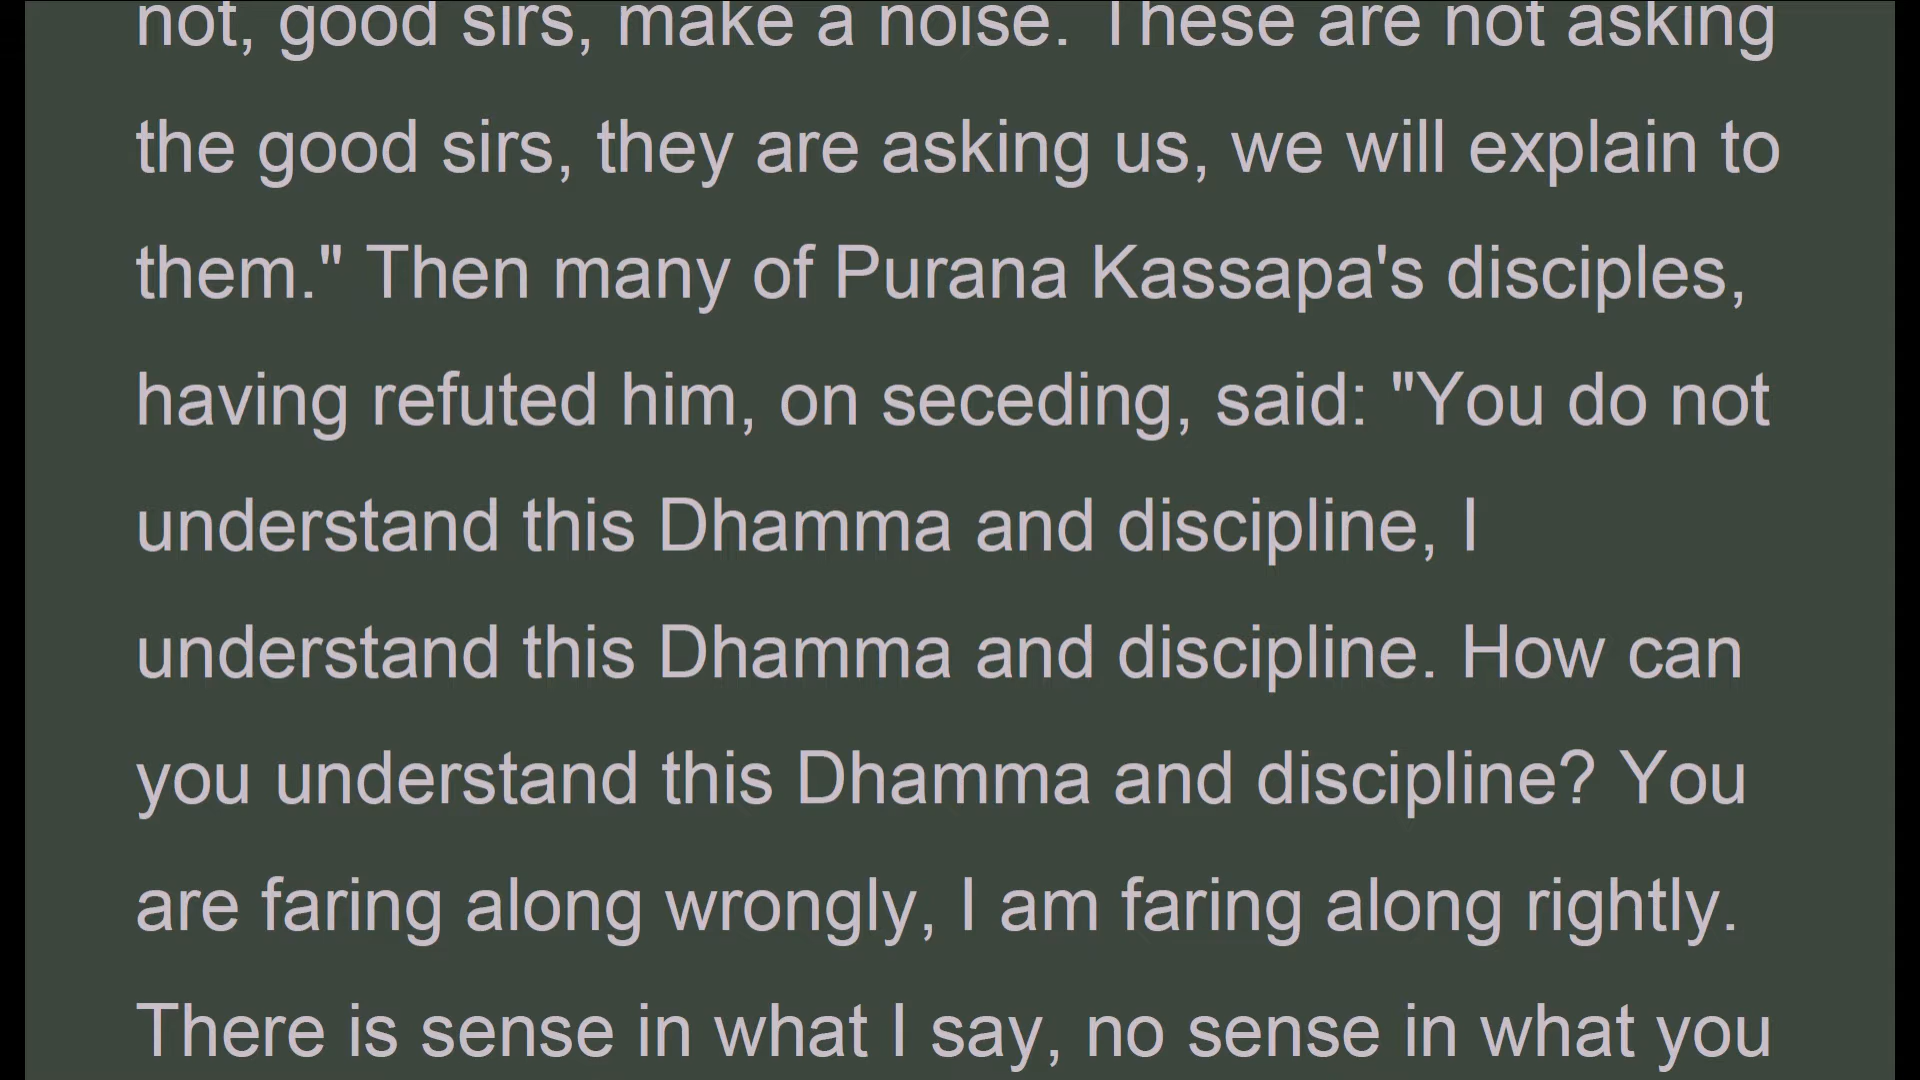 not, good sirs, make a noise. These are not asking
the good sirs, they are asking us, we will explain to
them." Then many of Purana Kassapa's disciples,
having refuted him, on seceding, said: "You do not
understand this Dhamma and discipline, I
understand this Dhamma and discipline. How can
you understand this Dhamma and discipline? You
are faring along wrongly, I am faring along rightly.
There is sense in what I say, no sense in what you